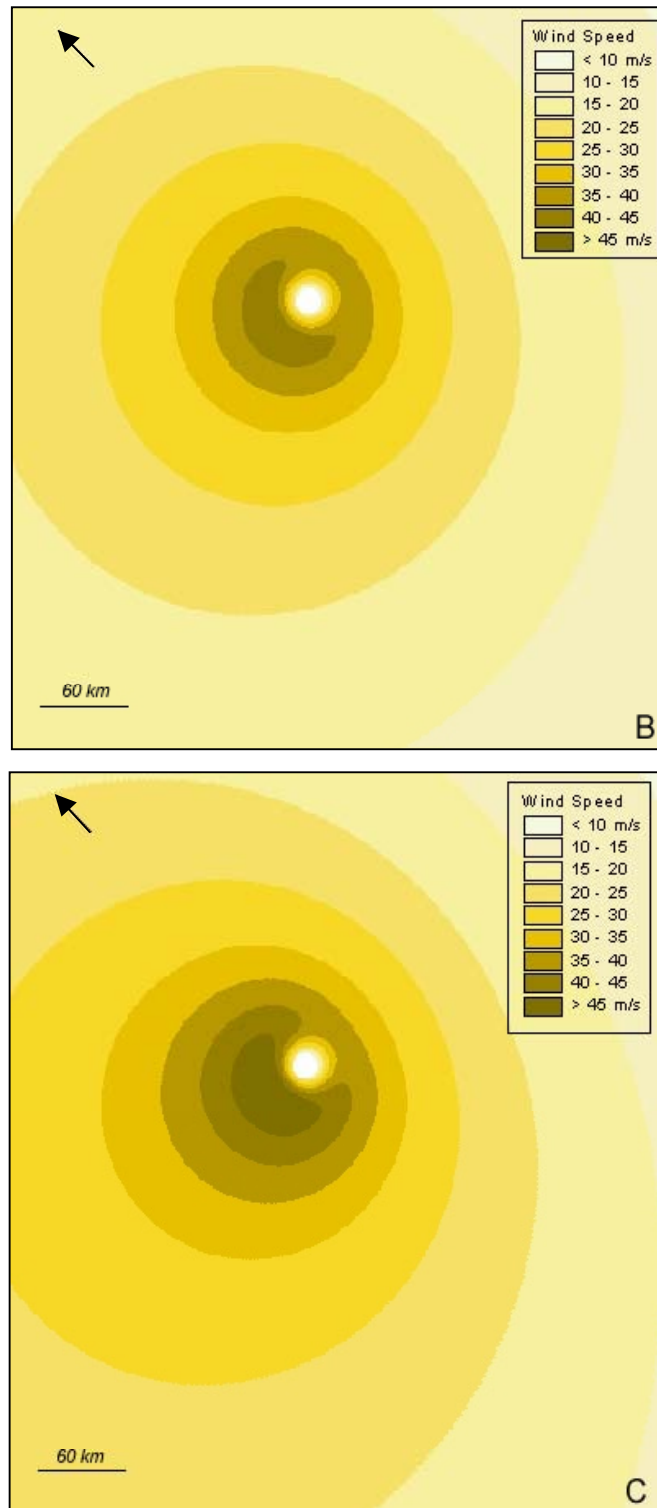 Wind Speed
< 10 m/s
10 - 15
15 - 20
20 - 25
25 - 30
30 - 35
35 - 40
40 - 45
> 45 m/s
60 km
B
Wind Speed
< 10 m/s
10 - 15
15 - 20
20 - 25
25 - 30
30 - 35
35 - 40
40 - 45
> 45 m/s
60 km
C